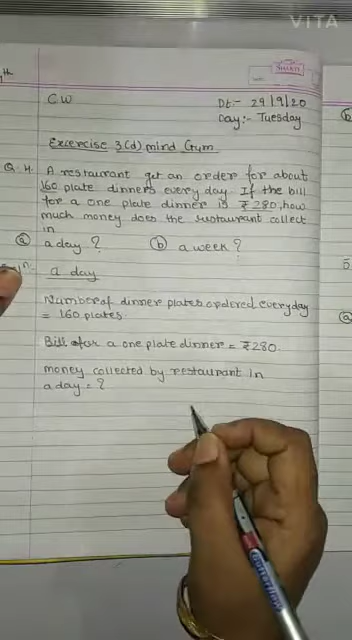 VITA
CW
Dt:- 29/9/20
Day:- Tuesday
Excercise 3(d) mind Gym
Q.4. A restaurant get an order for about
160 plate dinners every day. If the bill
for a one plate dinner is ₹280, how
much money does the restaurant collect
in
(a) a day ? (b) a week ?
a day
Number of dinner plates ordered everyday
= 160 plates.
Bill for a one plate dinner = ₹280.
money collected by restaurant in
a day = ?